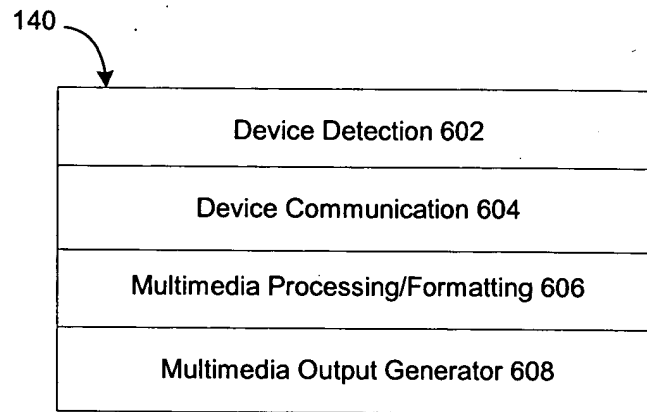 140
Device Detection 602
Device Communication 604
Multimedia Processing/Formatting 606
Multimedia Output Generator 608